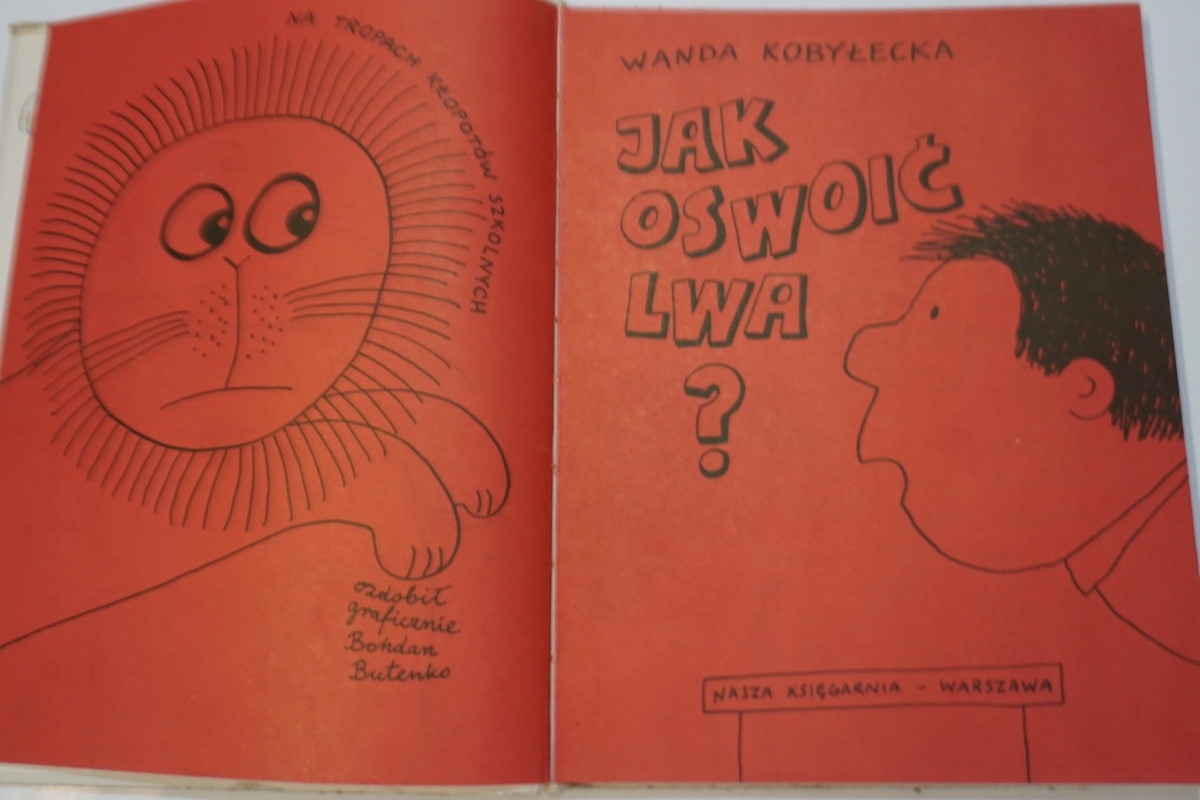 NA TROPACH KŁOPOTÓW SZKOLNYCH
ozdobił
graficznie
Bohdan
Butenko
WANDA KOBYŁECKA
JAK
OSWOIĆ
LWA
?
NASZA KSIĘGARNIA – WARSZAWA